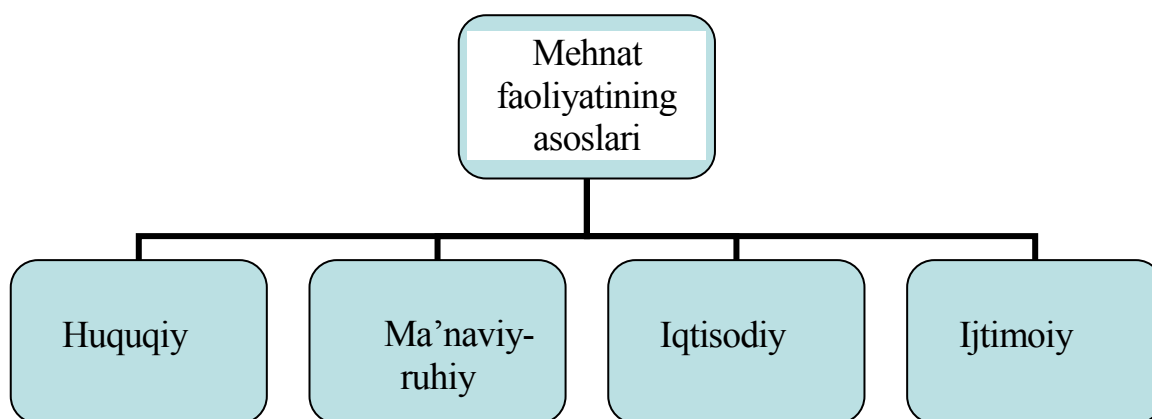 Mehnat
faoliyatining
asoslari
Huquqiy
Ma’naviy-
ruhiy
Iqtisodiy
Ijtimoiy